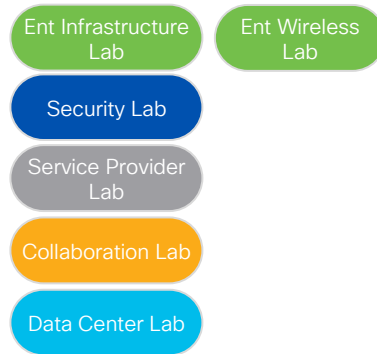 Ent Infrastructure
Lab
Ent Wireless
Lab
Security Lab
Service Provider
Lab
Collaboration Lab
Data Center Lab